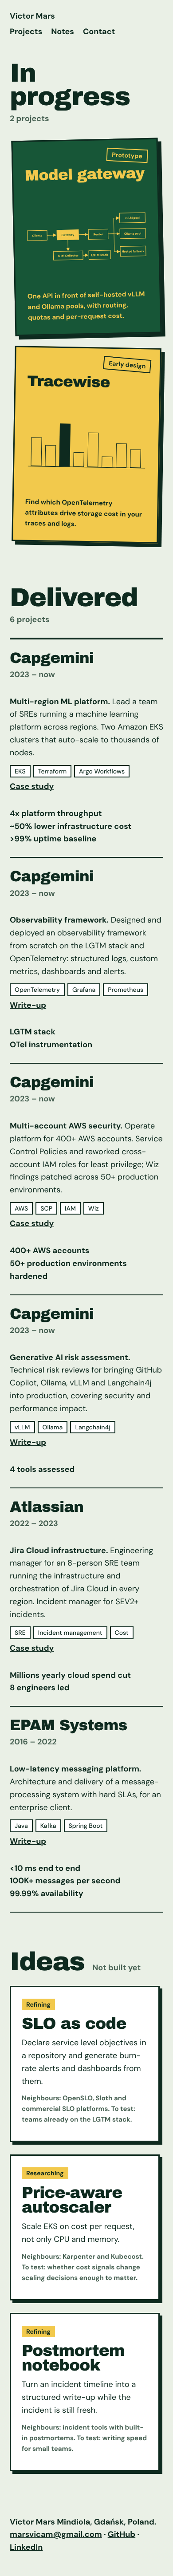 Victor Mars
Projects Notes Contact
In
progress
2 projects
Prototype
Model gateway
One API in front of self-hosted vLLM
and Ollama pools, with routing,
quotas and per-request cost.
Early design
Tracewise
Find which OpenTelemetry
attributes drive storage cost in your
traces and logs.
Delivered
6 projects
Capgemini
2023 – now
Multi-region ML platform. Lead a team
of SREs running a machine learning
platform across regions. Two Amazon EKS
clusters that auto-scale to thousands of
nodes.
EKS Terraform Argo Workflows
Case study
4x platform throughput
~50% lower infrastructure cost
>99% uptime baseline
Capgemini
2023 – now
Observability framework. Designed and
deployed an observability framework
from scratch on the LGTM stack and
OpenTelemetry: structured logs, custom
metrics, dashboards and alerts.
OpenTelemetry Grafana Prometheus
Write-up
LGTM stack
OTel instrumentation
Capgemini
2023 – now
Multi-account AWS security. Operate
platform for 400+ AWS accounts. Service
Control Policies and reworked cross-
account IAM roles for least privilege; Wiz
findings patched across 50+ production
environments.
AWS SCP IAM Wiz
Case study
400+ AWS accounts
50+ production environments
hardened
Capgemini
2023 – now
Generative AI risk assessment.
Technical risk reviews for bringing GitHub
Copilot, Ollama, vLLM and Langchain4j
into production, covering security and
performance impact.
vLLM Ollama Langchain4j
Write-up
4 tools assessed
Atlassian
2022 – 2023
Jira Cloud infrastructure. Engineering
manager for an 8-person SRE team
running the infrastructure and
orchestration of Jira Cloud in every
region. Incident manager for SEV2+
incidents.
SRE Incident management Cost
Case study
Millions yearly cloud spend cut
8 engineers led
EPAM Systems
2016 – 2022
Low-latency messaging platform.
Architecture and delivery of a message-
processing system with hard SLAs, for an
enterprise client.
Java Kafka Spring Boot
Write-up
<10 ms end to end
100K+ messages per second
99.99% availability
Ideas Not built yet
Refining
SLO as code
Declare service level objectives in
a repository and generate burn-
rate alerts and dashboards from
them.
Neighbours: OpenSLO, Sloth and
commercial SLO platforms. To test:
teams already on the LGTM stack.
Researching
Price-aware
autoscaler
Scale EKS on cost per request,
not only CPU and memory.
Neighbours: Karpenter and Kubecost.
To test: whether cost signals change
scaling decisions enough to matter.
Refining
Postmortem
notebook
Turn an incident timeline into a
structured write-up while the
incident is still fresh.
Neighbours: incident tools with built-
in postmortems. To test: writing speed
for small teams.
Victor Mars Mindiola, Gdańsk, Poland.
marsvicam@gmail.com · GitHub ·
LinkedIn